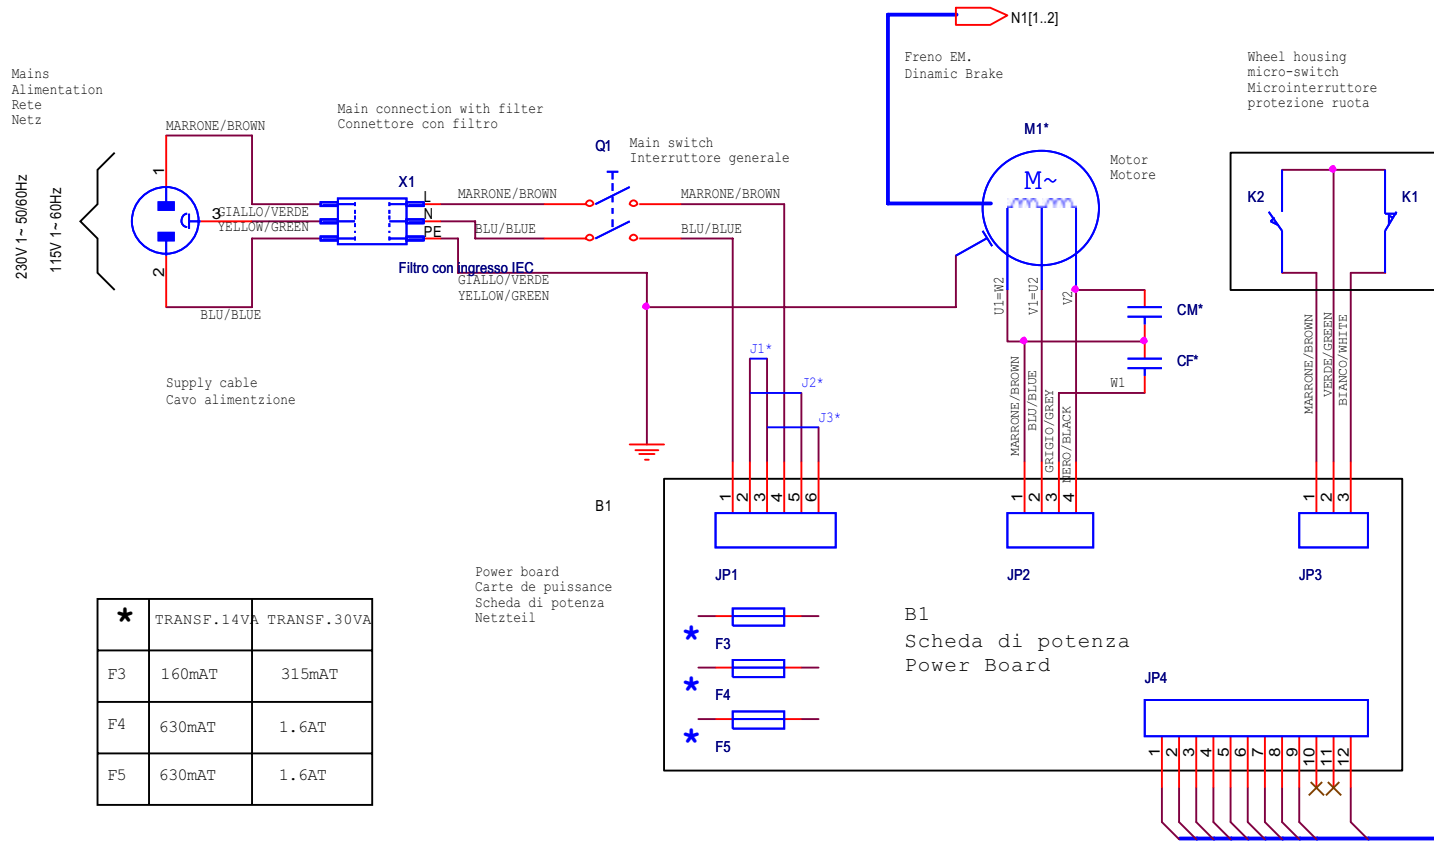 N1[1..2]
Freno EM.
Dinamic Brake
Wheel housing
micro-switch
Microinterruttore
protezione ruota
Mains
Alimentation
Rete
Netz
230V 1~ 50/60Hz
115V 1~ 60Hz
MARRONE/BROWN
1
3
2
GIALLO/VERDE
YELLOW/GREEN
BLU/BLUE
Supply cable
Cavo alimentzione
Main connection with filter
Connettore con filtro
X1
L
N
PE
Filtro con ingresso IEC
MARRONE/BROWN
BLU/BLUE
GIALLO/VERDE
YELLOW/GREEN
Q1
Main switch
Interruttore generale
MARRONE/BROWN
BLU/BLUE
M1*
M~
Motor
Motore
U1=W2
V1=U2
V2
CM*
CF*
W1
MARRONE/BROWN
BLU/BLUE
GRIGIO/GREY
NERO/BLACK
K2
K1
MARRONE/BROWN
VERDE/GREEN
BIANCO/WHITE
J1*
J2*
J3*
B1
1
2
3
4
5
6
JP1
1
2
3
4
JP2
1
2
3
JP3
Power board
Carte de puissance
Scheda di potenza
Netzteil
* F3
* F4
* F5
B1
Scheda di potenza
Power Board
JP4
1
2
3
4
5
6
7
8
9
10
11
12
* TRANSF.14VA TRANSF.30VA
F3 160mAT 315mAT
F4 630mAT 1.6AT
F5 630mAT 1.6AT